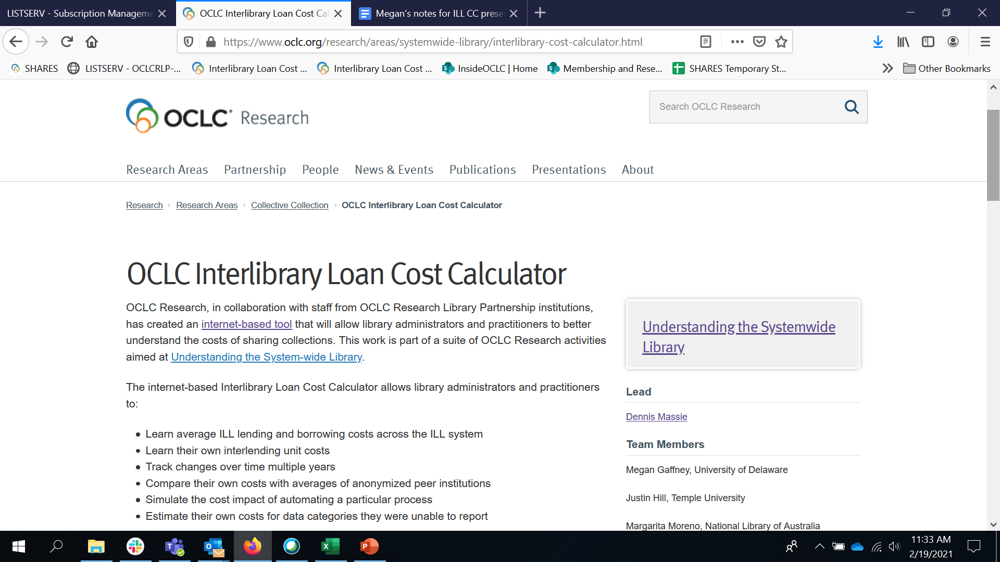 LISTSERV - Subscription Manageme
OCLC Interlibrary Loan Cost Cal
Megan's notes for ILL CC prese
https://www.oclc.org/research/areas/systemwide-library/interlibrary-cost-calculator.html
SHARES
LISTSERV - OCLCRLP-...
Interlibrary Loan Cost ...
Interlibrary Loan Cost ...
InsideOCLC | Home
Membership and Rese...
SHARES Temporary St...
Other Bookmarks
OCLC Research
Search OCLC Research
Research Areas Partnership People News & Events Publications Presentations About
Research › Research Areas › Collective Collection › OCLC Interlibrary Loan Cost Calculator
OCLC Interlibrary Loan Cost Calculator
OCLC Research, in collaboration with staff from OCLC Research Library Partnership institutions,
has created an internet-based tool that will allow library administrators and practitioners to better
understand the costs of sharing collections. This work is part of a suite of OCLC Research activities
aimed at Understanding the System-wide Library.
The internet-based Interlibrary Loan Cost Calculator allows library administrators and practitioners
to:
• Learn average ILL lending and borrowing costs across the ILL system
• Learn their own interlending unit costs
• Track changes over time multiple years
• Compare their own costs with averages of anonymized peer institutions
• Simulate the cost impact of automating a particular process
• Estimate their own costs for data categories they were unable to report
Understanding the Systemwide
Library
Lead
Dennis Massie
Team Members
Megan Gaffney, University of Delaware
Justin Hill, Temple University
Margarita Moreno, National Library of Australia
11:33 AM
2/19/2021